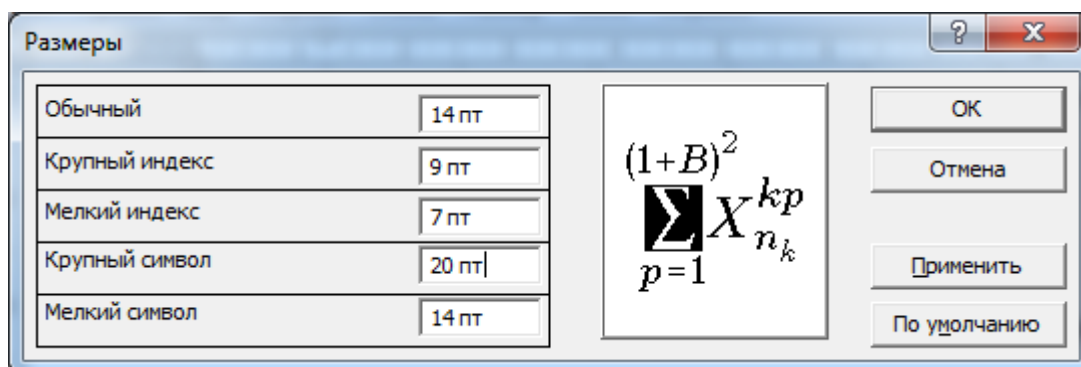 Размеры
Обычный 14 пт
Крупный индекс 9 пт
Мелкий индекс 7 пт
Крупный символ 20 пт
Мелкий символ 14 пт
(1+B)²
∑ X kp n k
p=1
ОК
Отмена
Применить
По умолчанию